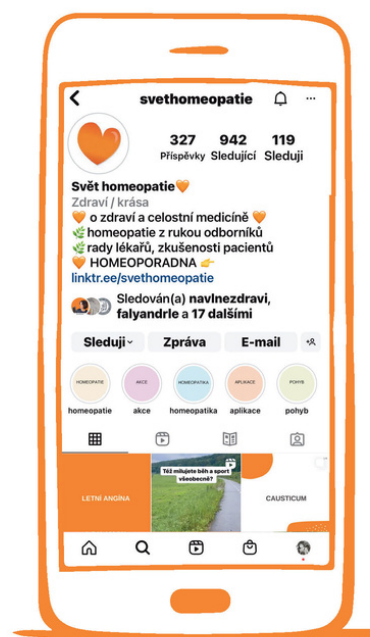 svethomeopatie
327 942 119
Příspěvky Sledující Sleduji
Svět homeopatie🧡
Zdraví / krása
🧡 o zdraví a celostní medicíně 🧡
🌿homeopatie z rukou odborníků
🌿rady lékařů, zkušenosti pacientů
🧡 HOMEOPORADNA 👉
linktr.ee/svethomeopatie
Sledován(a) navlnezdravi,
falyandrle a 17 dalšími
Sleduji Zpráva E-mail
HOMEOPATIE AKCE HOMEOPATIKA APLIKACE POHYB
homeopatie akce homeopatika aplikace pohyb
Též milujete běh a sport
všeobecně?
LETNÍ ANGÍNA CAUSTICUM